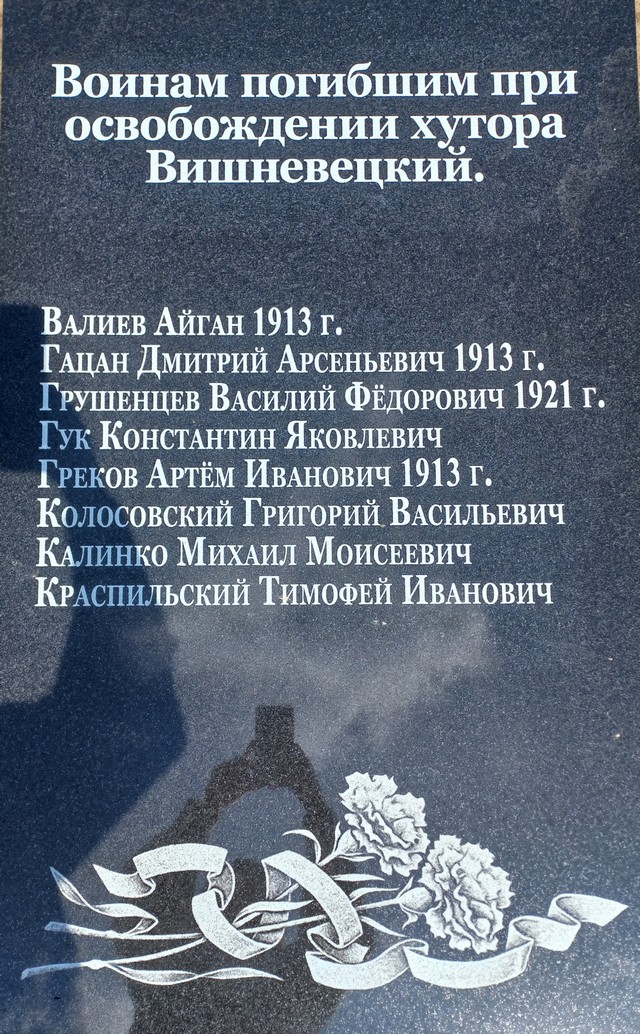 Воинам погибшим при
освобождении хутора
Вишневецкий.
Валиев Айган 1913 г.
Гацан Дмитрий Арсеньевич 1913 г.
Грушенцев Василий Фёдорович 1921 г.
Гук Константин Яковлевич
Греков Артём Иванович 1913 г.
Колосовский Григорий Васильевич
Калинко Михаил Моисеевич
Краспильский Тимофей Иванович